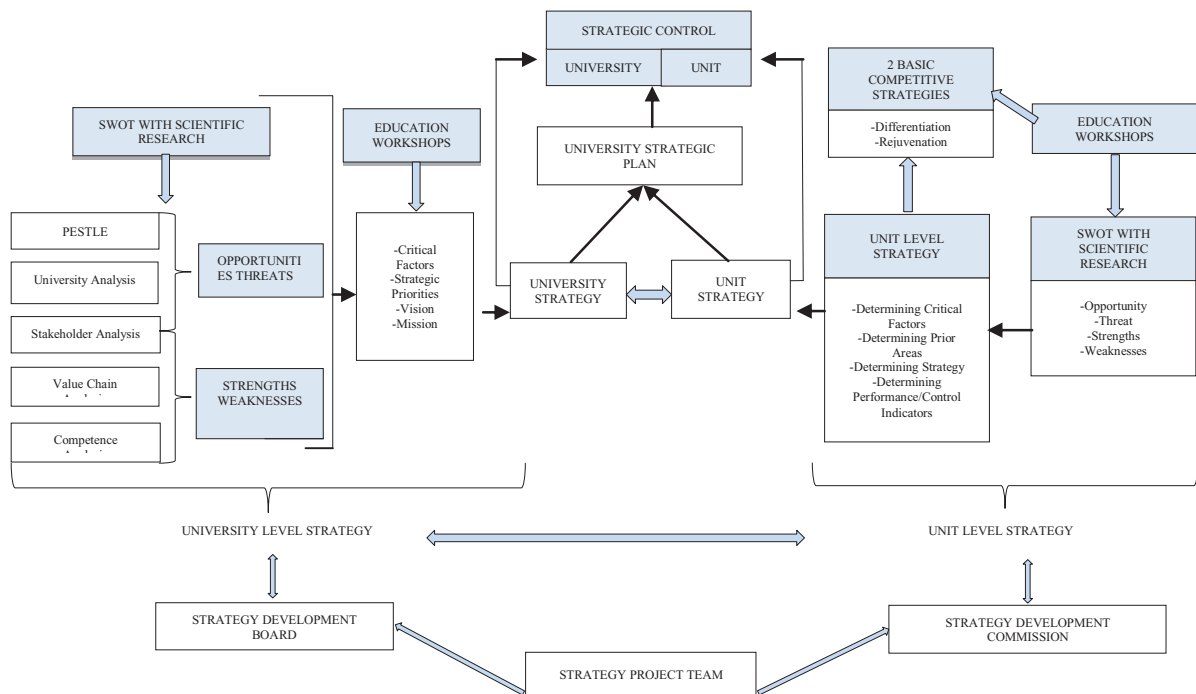 STRATEGIC CONTROL
UNIVERSITY
UNIT
2 BASIC
COMPETITIVE
STRATEGIES
-Differentiation
-Rejuvenation
SWOT WITH SCIENTIFIC
RESEARCH
EDUCATION
WORKSHOPS
UNIVERSITY STRATEGIC
PLAN
EDUCATION
WORKSHOPS
PESTLE
University Analysis
Stakeholder Analysis
Value Chain
Competence
OPPORTUNITI
ES THREATS
STRENGTHS
WEAKNESSES
-Critical
Factors
-Strategic
Priorities
-Vision
-Mission
UNIVERSITY
STRATEGY
UNIT
STRATEGY
UNIT LEVEL
STRATEGY
-Determining Critical
Factors
-Determining Prior
Areas
-Determining Strategy
-Determining
Performance/Control
Indicators
SWOT WITH
SCIENTIFIC
RESEARCH
-Opportunity
-Threat
-Strengths
-Weaknesses
UNIVERSITY LEVEL STRATEGY
UNIT LEVEL STRATEGY
STRATEGY DEVELOPMENT
BOARD
STRATEGY DEVELOPMENT
COMMISSION
STRATEGY PROJECT TEAM